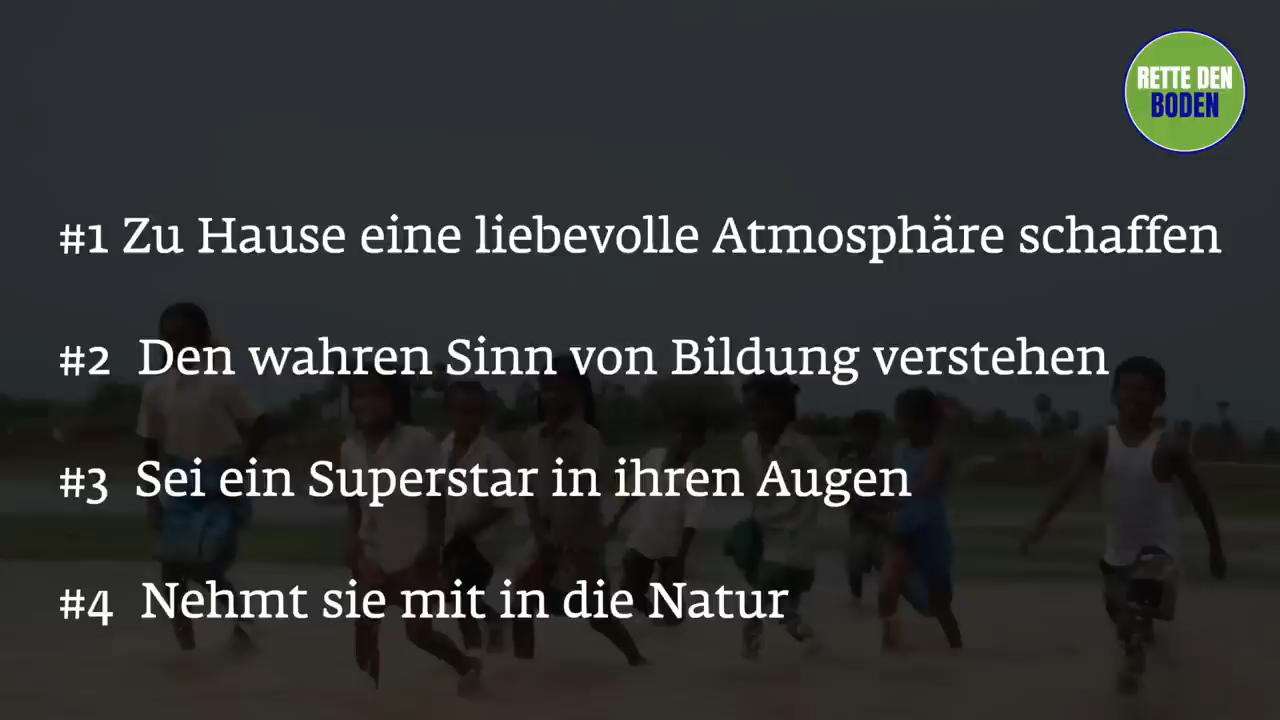 RETTE DEN
BODEN
#1 Zu Hause eine liebevolle Atmosphäre schaffen
#2 Den wahren Sinn von Bildung verstehen
#3 Sei ein Superstar in ihren Augen
#4 Nehmt sie mit in die Natur